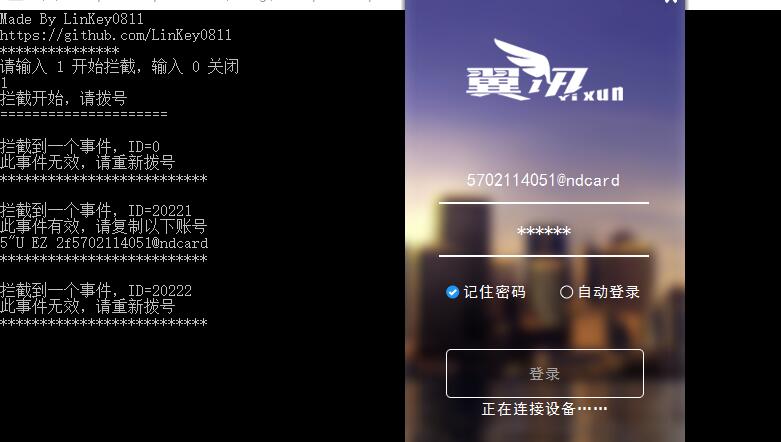 Made By LinKey0811
https://github.com/LinKey0811
***************
请输入 1 开始拦截，输入 0 关闭
1
拦截开始，请拨号
=====================
拦截到一个事件，ID=0
此事件无效，请重新拨号
**************************
拦截到一个事件，ID=20221
此事件有效，请复制以下账号
5"U EZ 2f5702114051@ndcard
**************************
拦截到一个事件，ID=20222
此事件无效，请重新拨号
**************************
翼讯
Yixun
5702114051@ndcard
******
记住密码 自动登录
登录
正在连接设备……